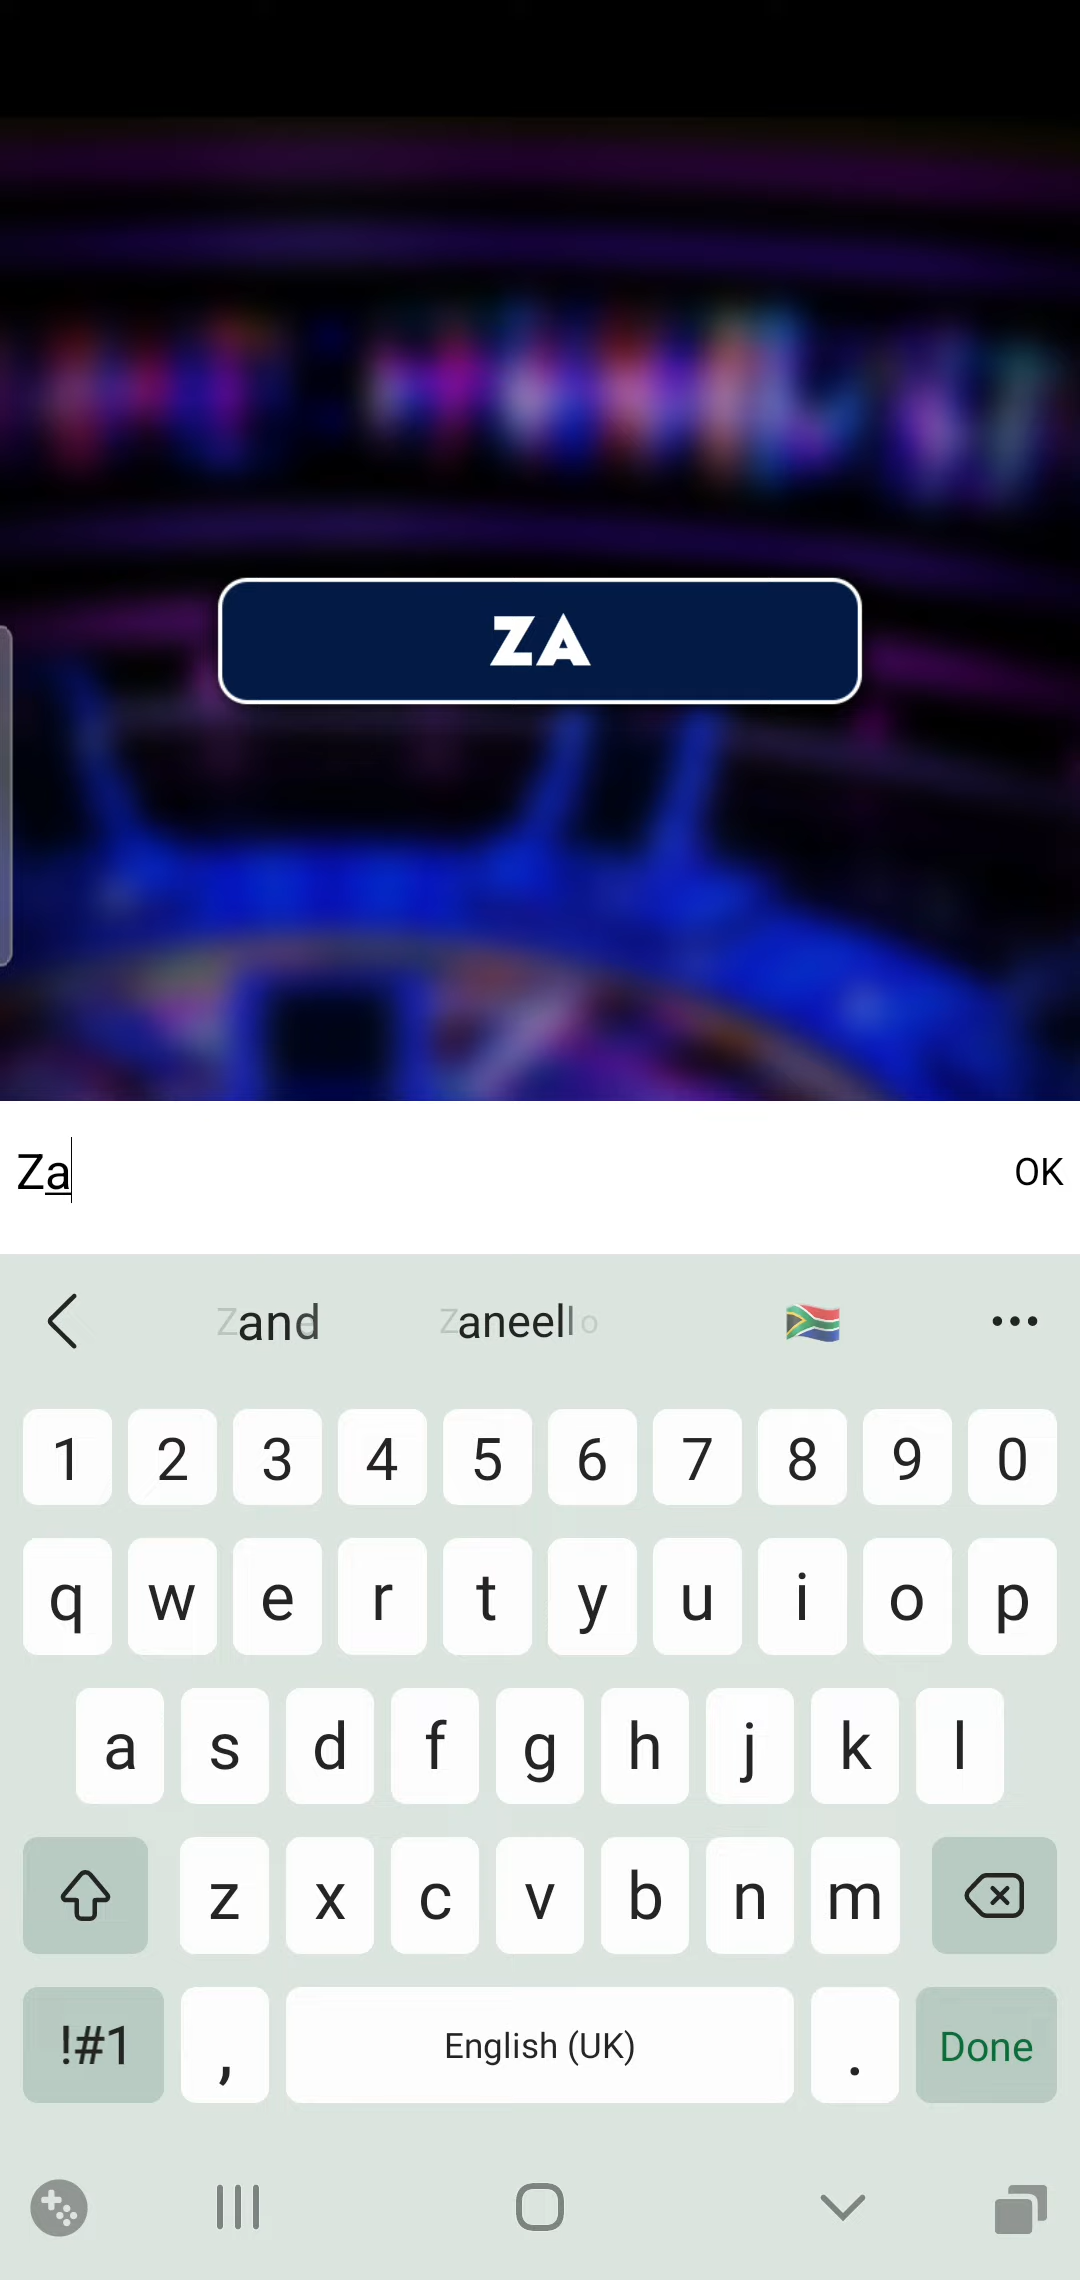 ZA
Za
OK
Zand
Zaneello
1 2 3 4 5 6 7 8 9 0
q w e r t y u i o p
a s d f g h j k l
z x c v b n m
!#1 , English (UK) . Done